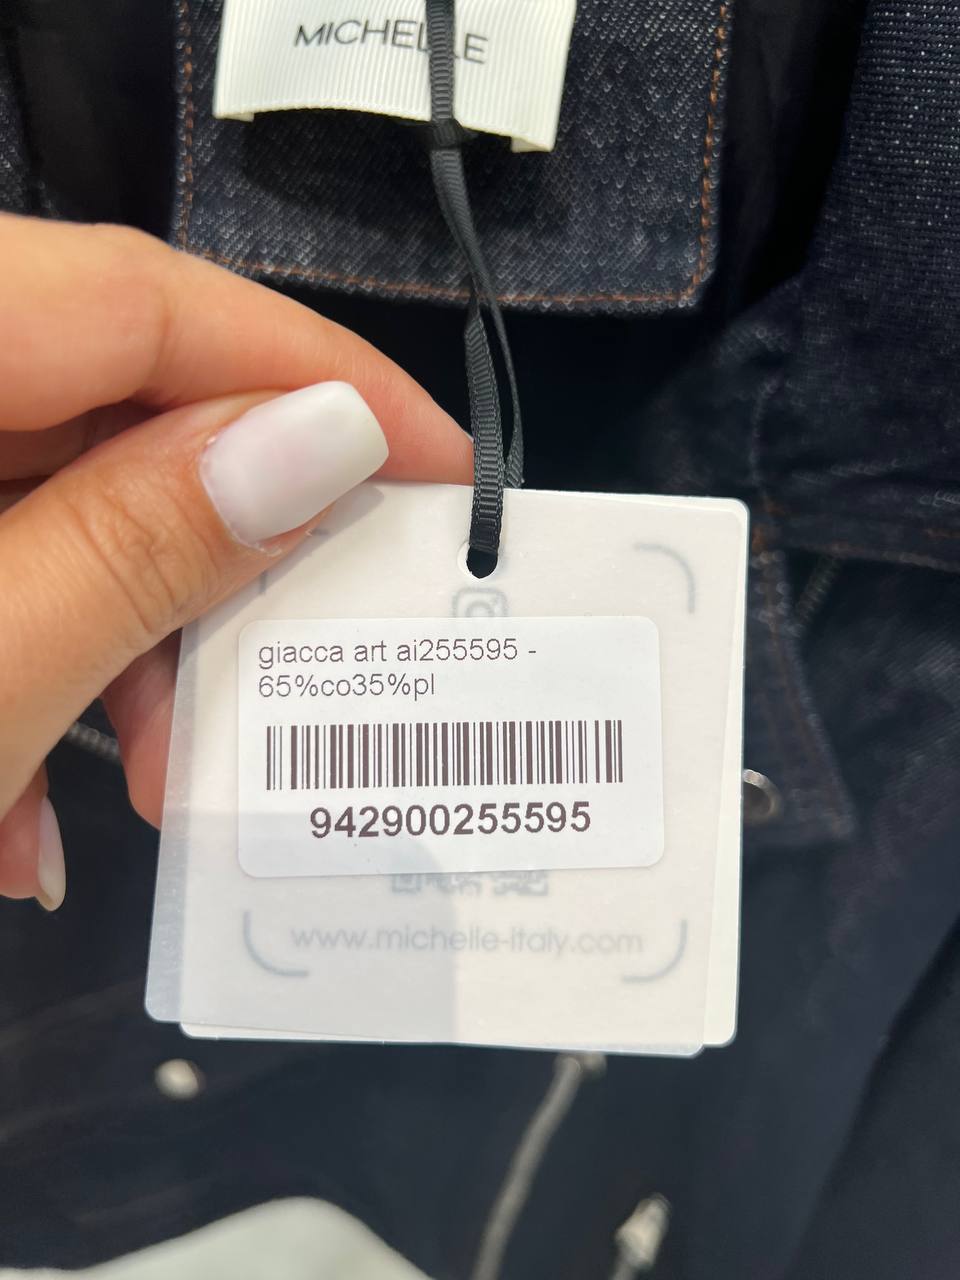 MICHELLE
giacca art ai255595 -
65%co35%pl
942900255595
www.michelle-italy.com